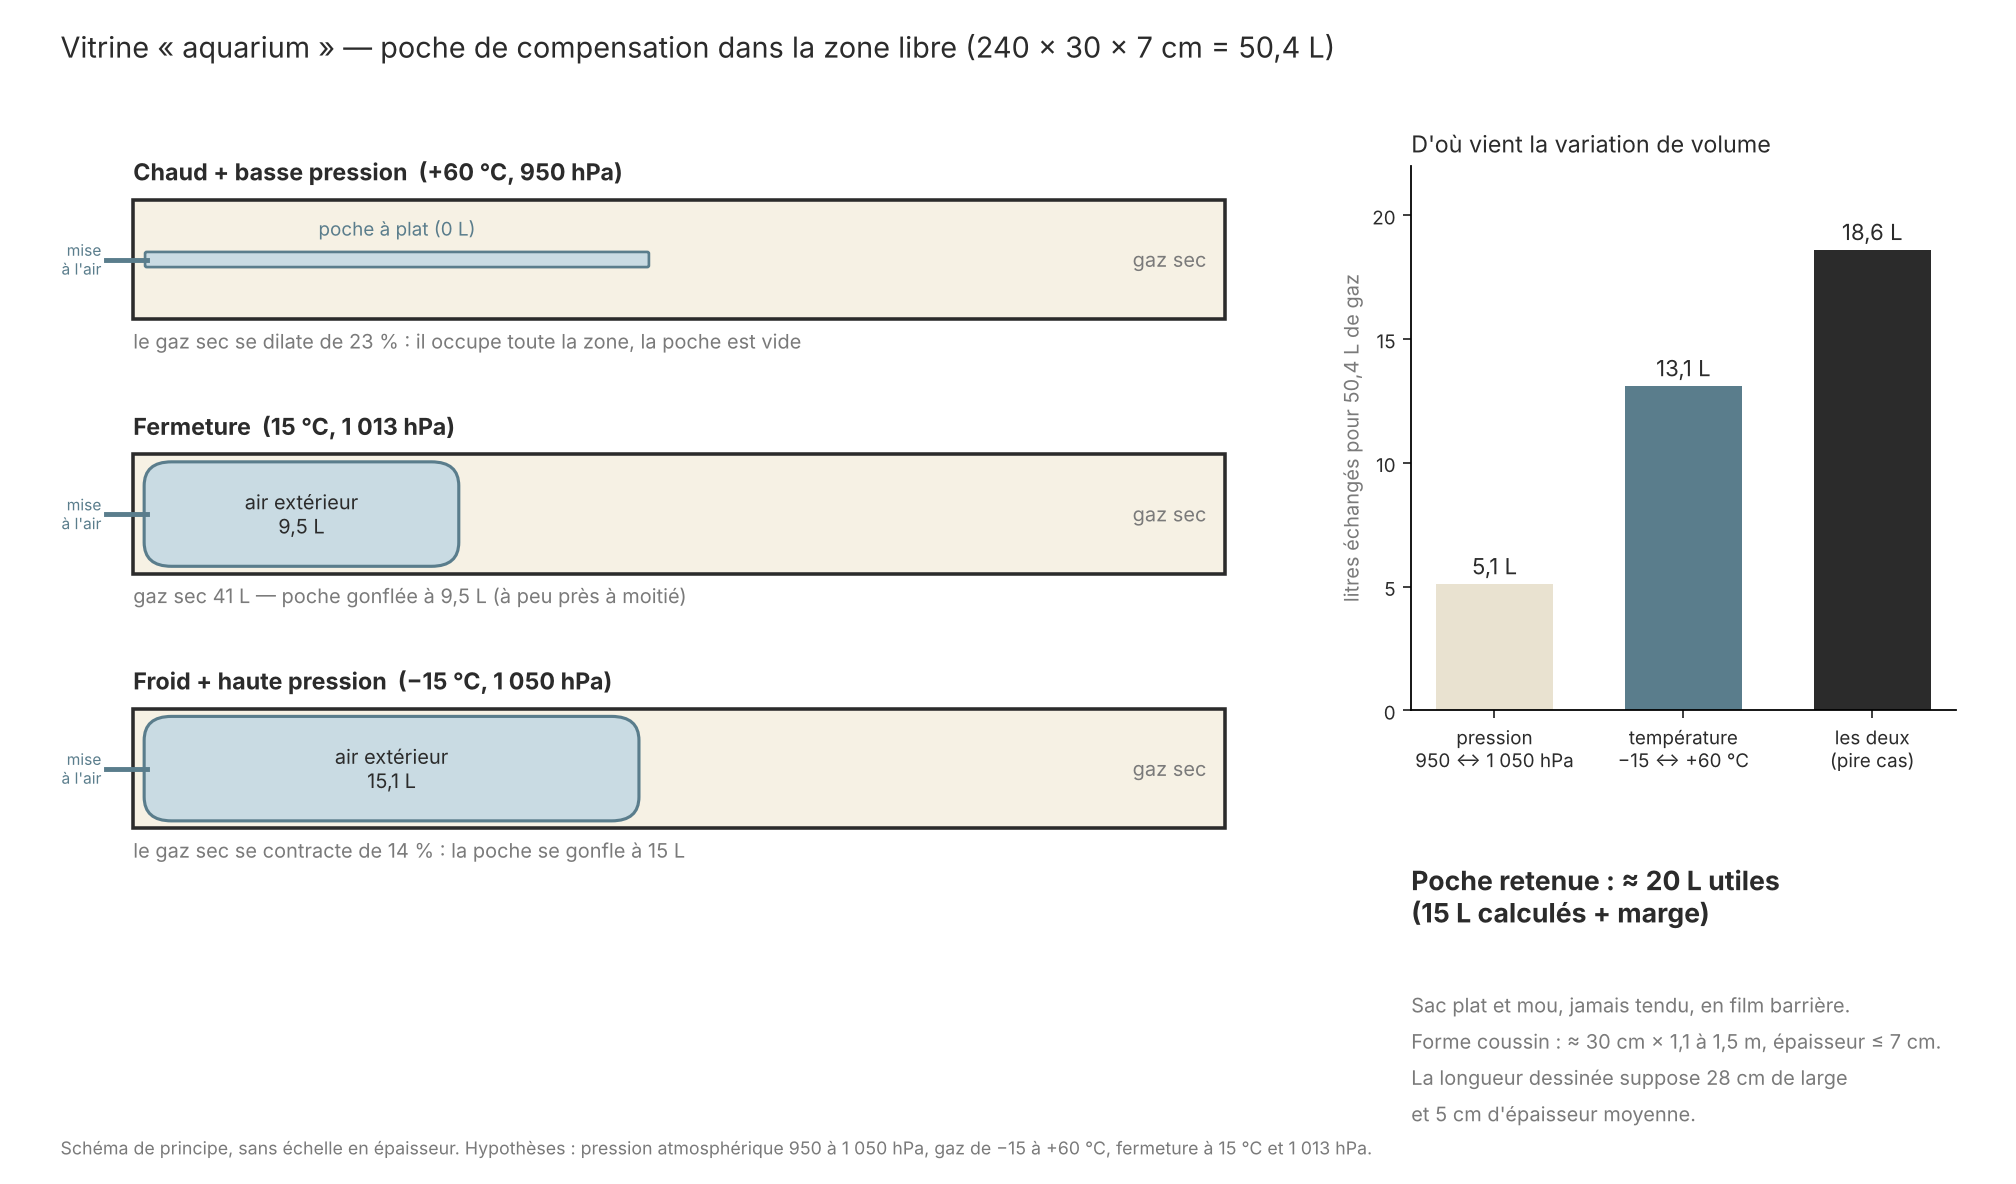 Vitrine « aquarium » — poche de compensation dans la zone libre (240 × 30 × 7 cm = 50,4 L)
Chaud + basse pression (+60 °C, 950 hPa)
poche à plat (0 L)
mise
à l'air
gaz sec
le gaz sec se dilate de 23 % : il occupe toute la zone, la poche est vide
Fermeture (15 °C, 1 013 hPa)
mise
à l'air
air extérieur
9,5 L
gaz sec
gaz sec 41 L — poche gonflée à 9,5 L (à peu près à moitié)
Froid + haute pression (−15 °C, 1 050 hPa)
mise
à l'air
air extérieur
15,1 L
gaz sec
le gaz sec se contracte de 14 % : la poche se gonfle à 15 L
D'où vient la variation de volume
litres échangés pour 50,4 L de gaz
20
15
10
5
0
5,1 L
13,1 L
18,6 L
pression
950 ↔ 1 050 hPa
température
−15 ↔ +60 °C
les deux
(pire cas)
Poche retenue : ≈ 20 L utiles
(15 L calculés + marge)
Sac plat et mou, jamais tendu, en film barrière.
Forme coussin : ≈ 30 cm × 1,1 à 1,5 m, épaisseur ≤ 7 cm.
La longueur dessinée suppose 28 cm de large
et 5 cm d'épaisseur moyenne.
Schéma de principe, sans échelle en épaisseur. Hypothèses : pression atmosphérique 950 à 1 050 hPa, gaz de −15 à +60 °C, fermeture à 15 °C et 1 013 hPa.